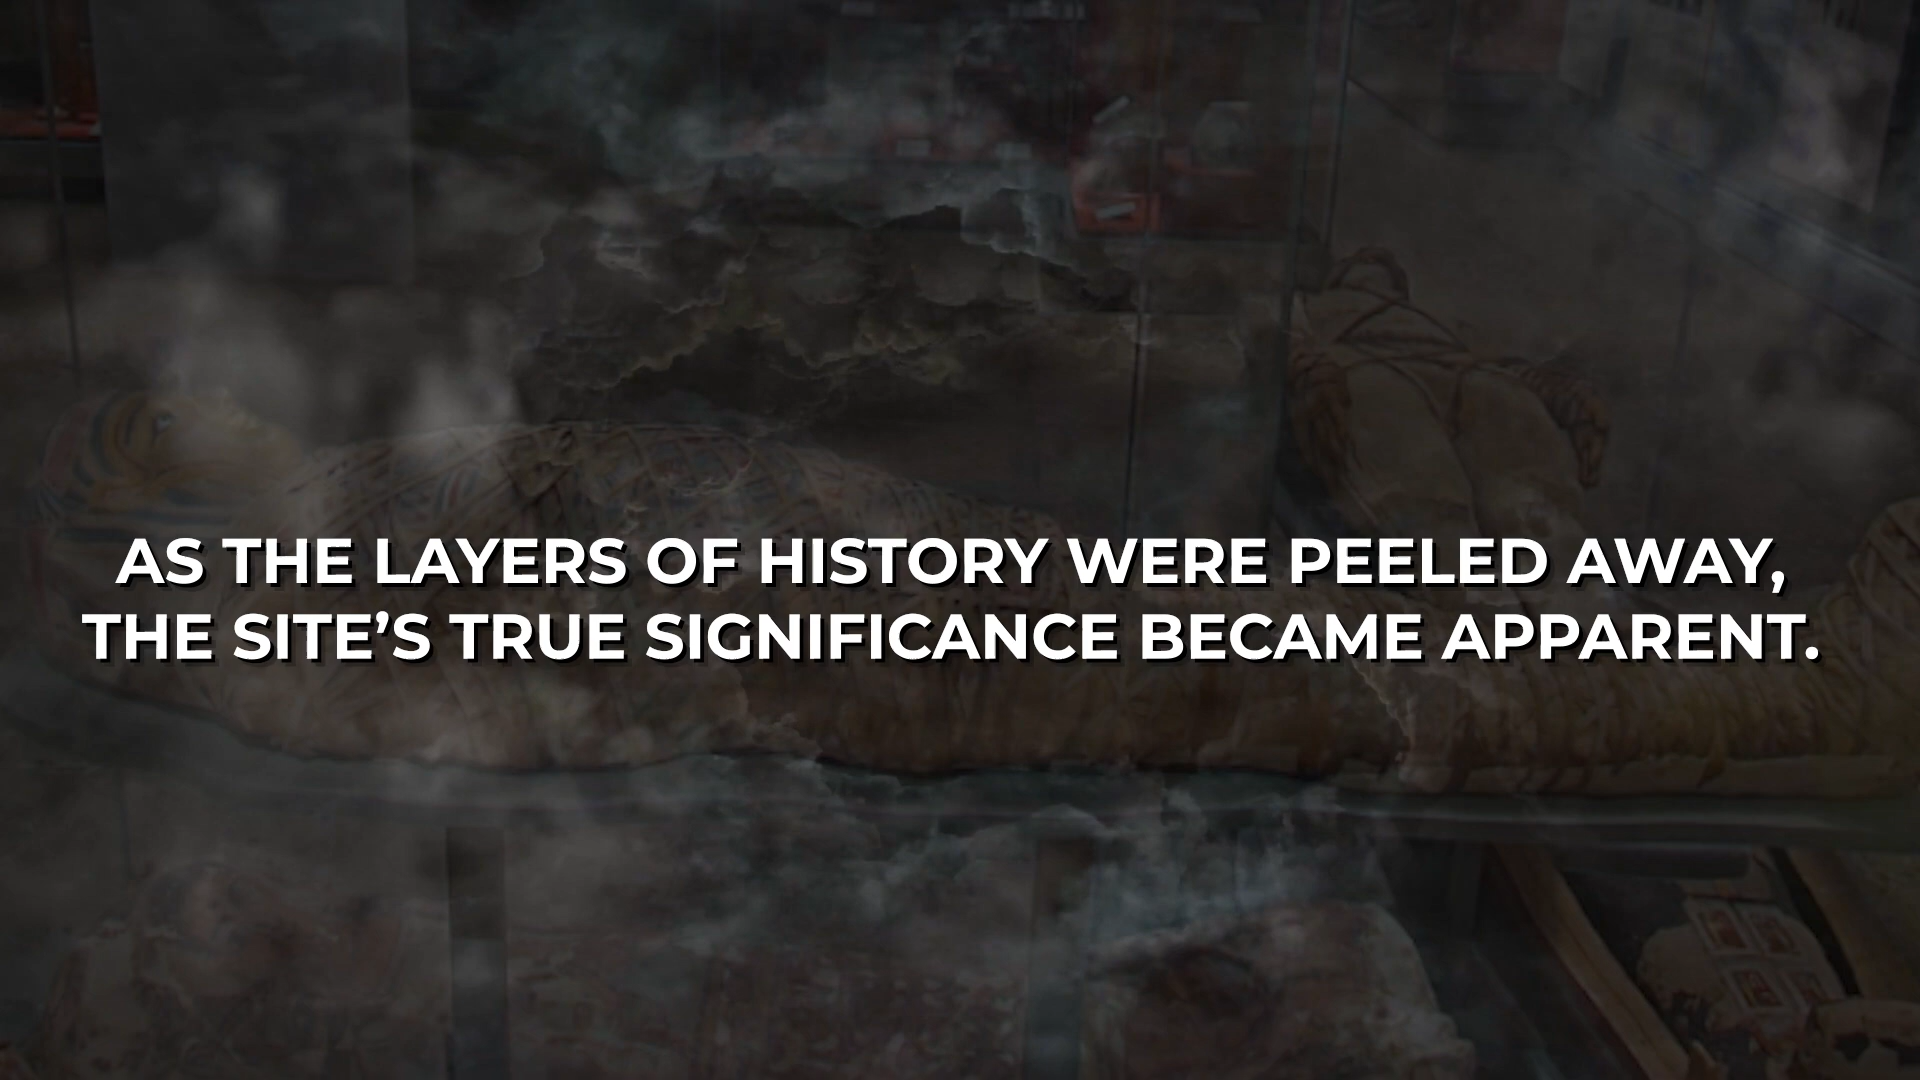 AS THE LAYERS OF HISTORY WERE PEELED AWAY,
THE SITE’S TRUE SIGNIFICANCE BECAME APPARENT.